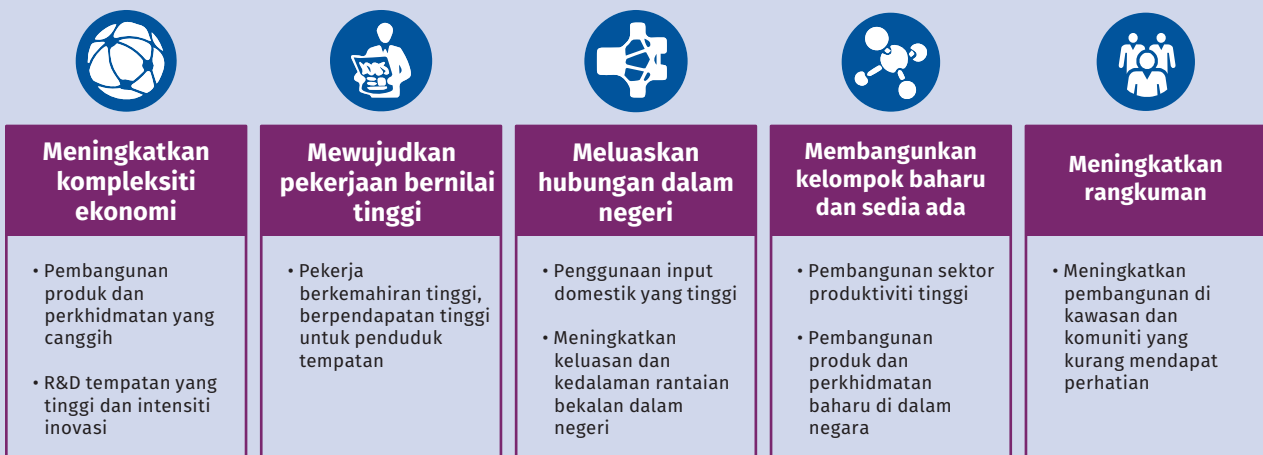 Meningkatkan
kompleksiti
ekonomi
• Pembangunan
produk dan
perkhidmatan yang
canggih
• R&D tempatan yang
tinggi dan intensiti
inovasi
JOBS
Mewujudkan
pekerjaan bernilai
tinggi
• Pekerja
berkemahiran tinggi,
berpendapatan tinggi
untuk penduduk
tempatan
Meluaskan
hubungan dalam
negeri
• Penggunaan input
domestik yang tinggi
• Meningkatkan
keluasan dan
kedalaman rantaian
bekalan dalam
negeri
Membangunkan
kelompok baharu
dan sedia ada
• Pembangunan sektor
produktiviti tinggi
• Pembangunan
produk dan
perkhidmatan
baharu di dalam
negara
Meningkatkan
rangkuman
• Meningkatkan
pembangunan di
kawasan dan
komuniti yang
kurang mendapat
perhatian